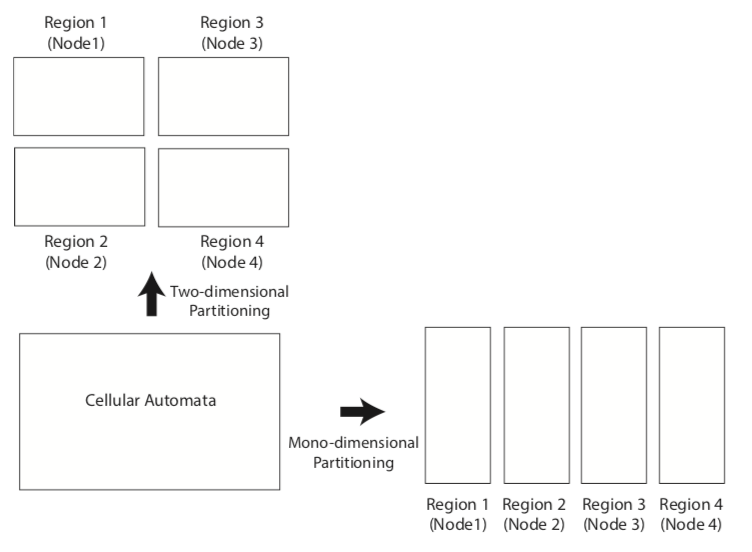 Region 1
(Node1)
Region 3
(Node 3)
Region 2
(Node 2)
Region 4
(Node 4)
Two-dimensional
Partitioning
Cellular Automata
Mono-dimensional
Partitioning
Region 1
(Node1)
Region 2
(Node 2)
Region 3
(Node 3)
Region 4
(Node 4)